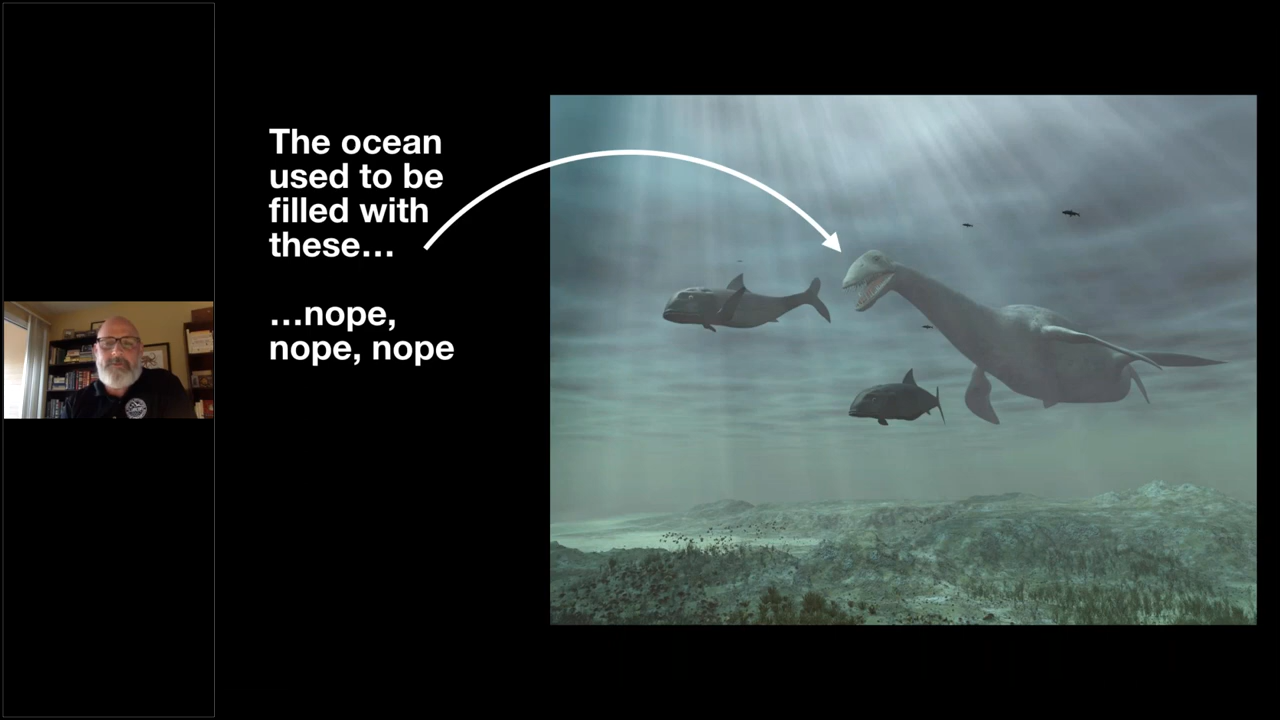 The ocean
used to be
filled with
these…
…nope,
nope, nope